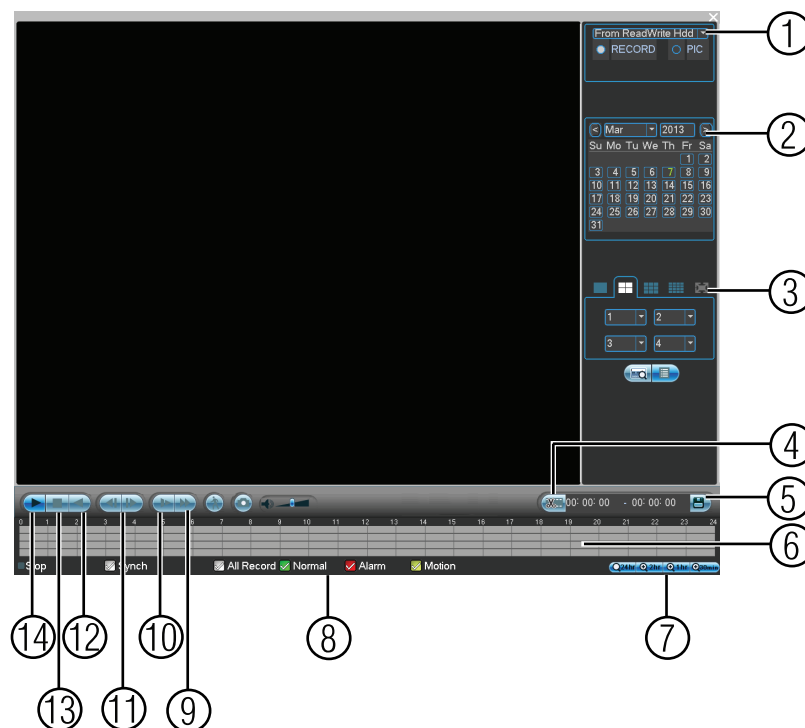 From ReadWrite Hdd
RECORD PIC
1
< Mar 2013 >
2
Su Mo Tu We Th Fr Sa
1 2
3 4 5 6 7 8 9
10 11 12 13 14 15 16
17 18 19 20 21 22 23
24 25 26 27 28 29 30
31
3
1 2
3 4
4
00: 00: 00 - 00: 00: 00
5
0 1 2 3 4 5 6 7 8 9 10 11 12 13 14 15 16 17 18 19 20 21 22 23 24
6
Stop Synch All Record Normal Alarm Motion 24hr 2hr 1hr 30min
14 12 10 8 7
13 11 9